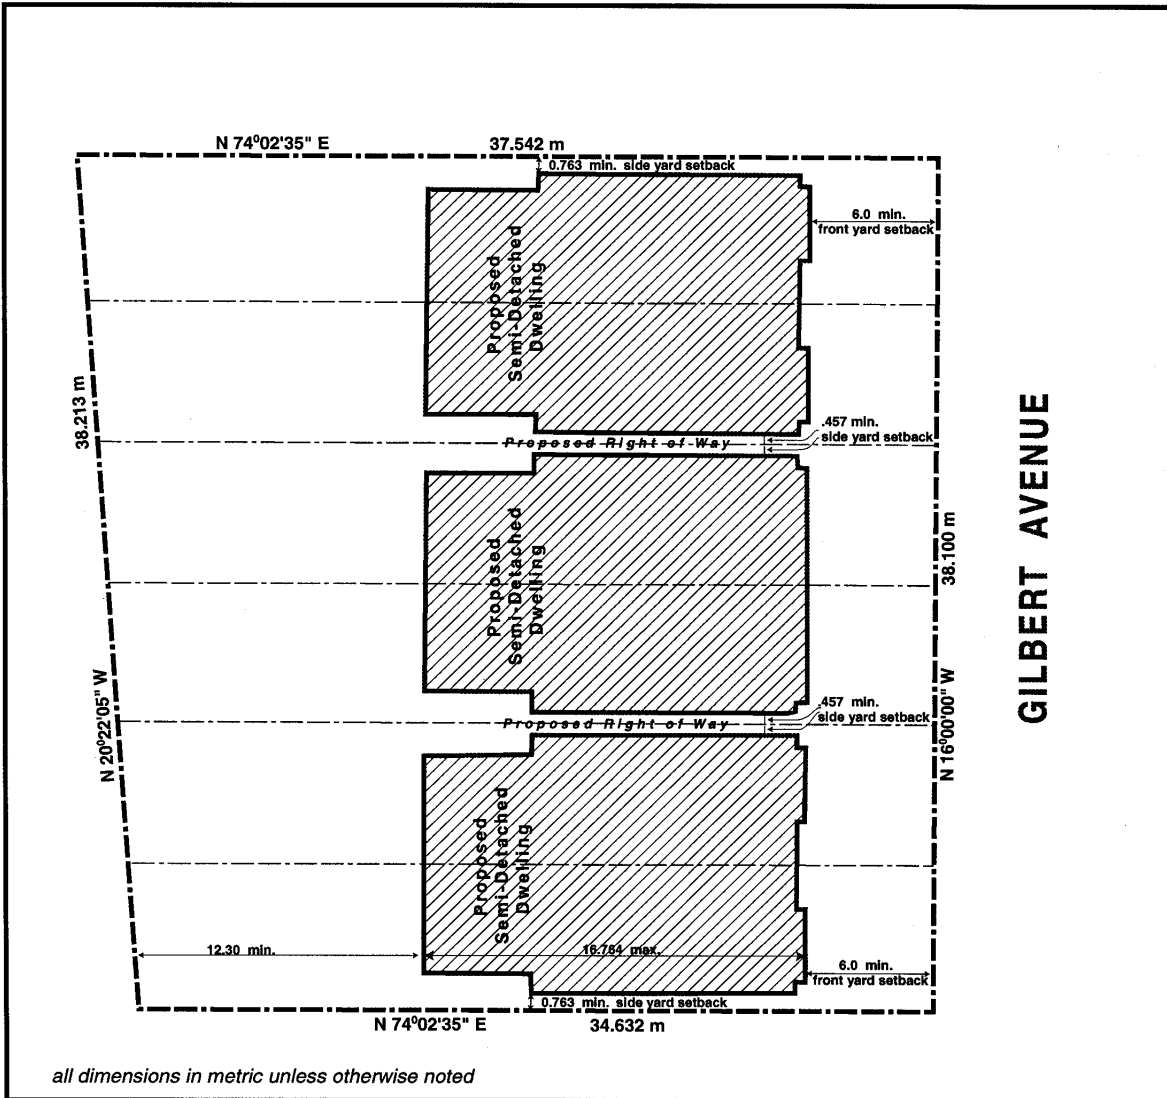 N 74°02'35" E
37.542 m
0.763 min. side yard setback
6.0 min.
front yard setback
Proposed
Semi-Detached
Dwelling
38.213 m
.457 min.
side yard setback
Proposed Right of Way
GILBERT AVENUE
Proposed
Semi-Detached
Dwelling
38.100 m
N 20°22'05" W
N 16°00'00" W
.457 min.
side yard setback
Proposed Right of Way
Proposed
Semi-Detached
Dwelling
12.30 min.
16.764 max.
6.0 min.
front yard setback
0.763 min. side yard setback
N 74°02'35" E
34.632 m
all dimensions in metric unless otherwise noted